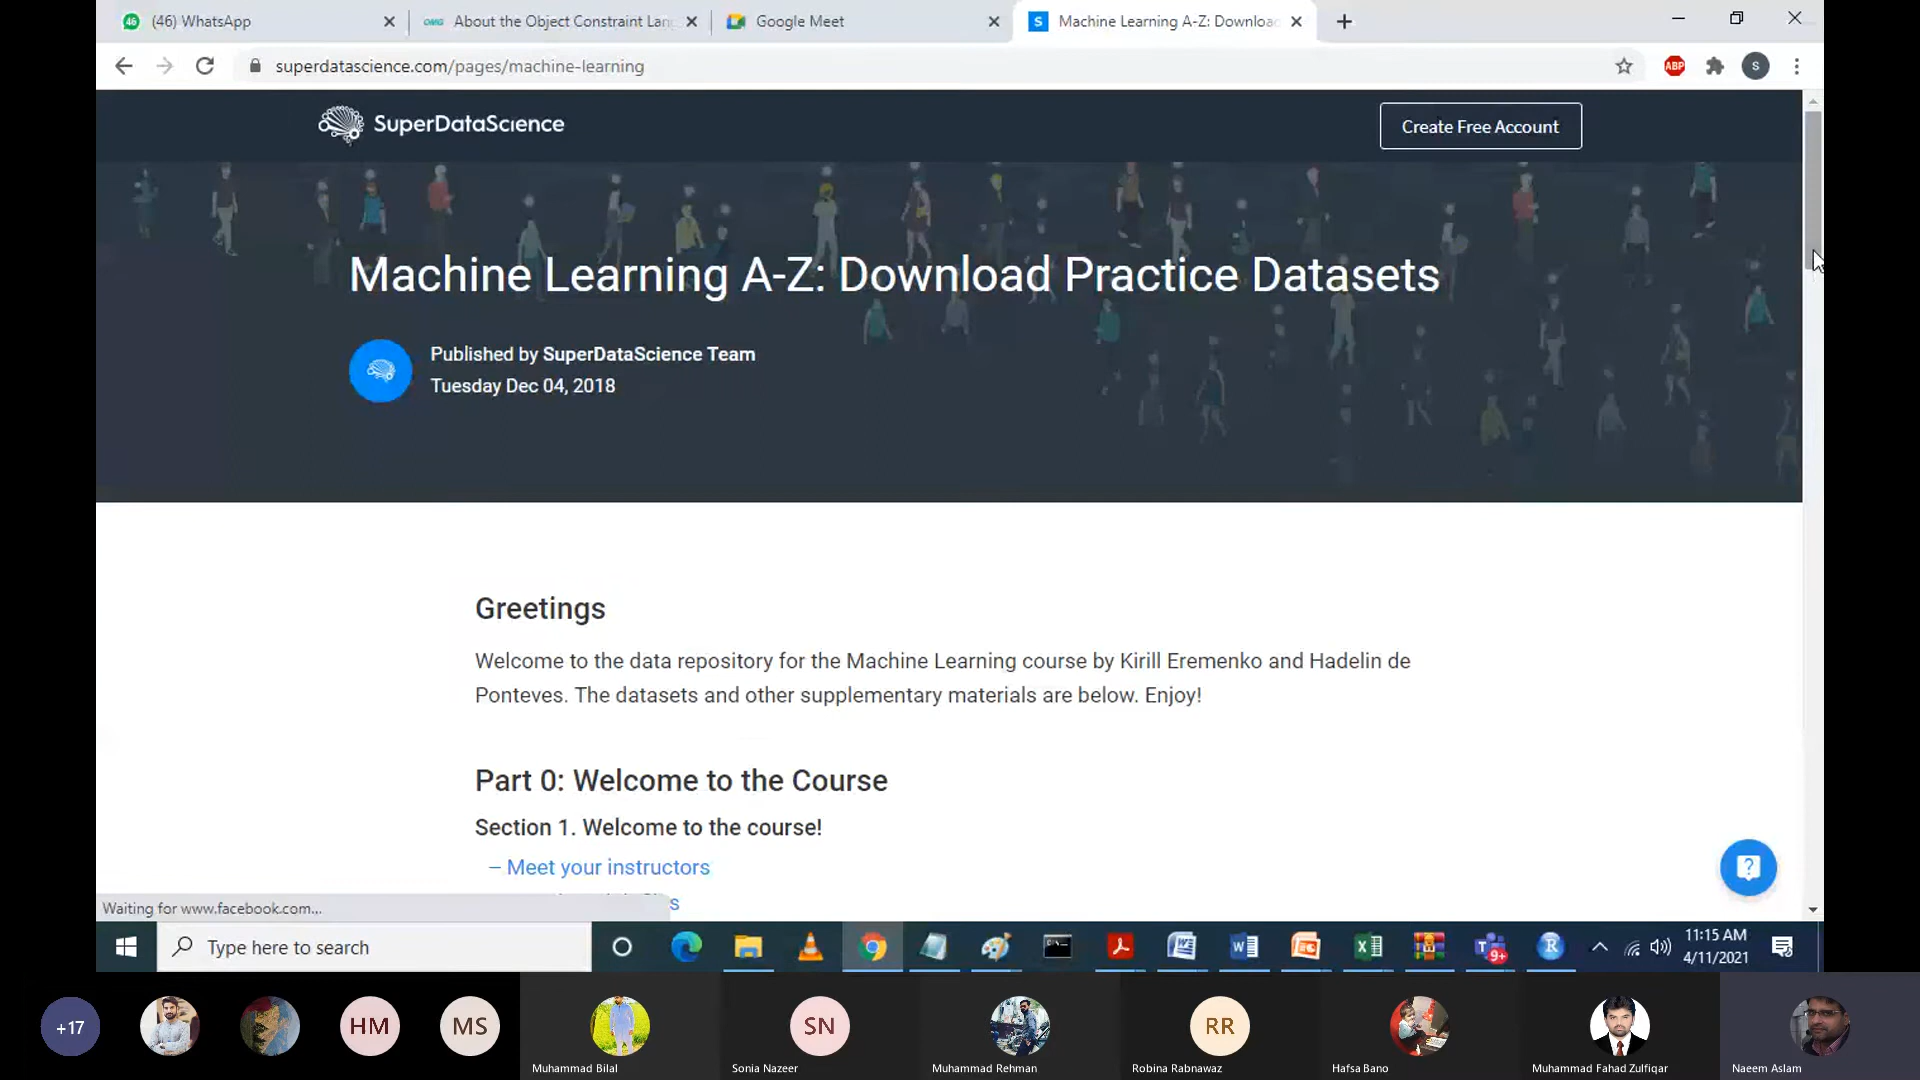 46
(46) WhatsApp
OMG
About the Object Constraint Lan
Google Meet
S
Machine Learning A-Z: Downloa
superdatascience.com/pages/machine-learning
ABP
S
SuperDataScience
Create Free Account
Machine Learning A-Z: Download Practice Datasets
Published by SuperDataScience Team
Tuesday Dec 04, 2018
Greetings
Welcome to the data repository for the Machine Learning course by Kirill Eremenko and Hadelin de
Ponteves. The datasets and other supplementary materials are below. Enjoy!
Part 0: Welcome to the Course
Section 1. Welcome to the course!
– Meet your instructors
?
Waiting for www.facebook.com...
Type here to search
9+
R
11:15 AM
4/11/2021
+17
HM
MS
SN
RR
Muhammad Bilal
Sonia Nazeer
Muhammad Rehman
Robina Rabnawaz
Hafsa Bano
Muhammad Fahad Zulfiqar
Naeem Aslam